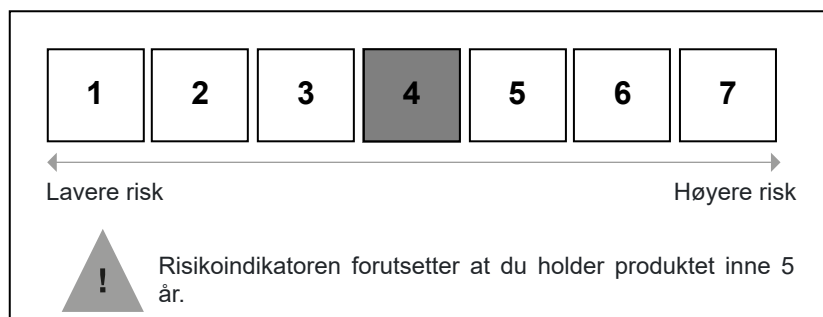 1 2 3 4 5 6 7
Lavere risk Høyere risk
! Risikoindikatoren forutsetter at du holder produktet inne 5
år.